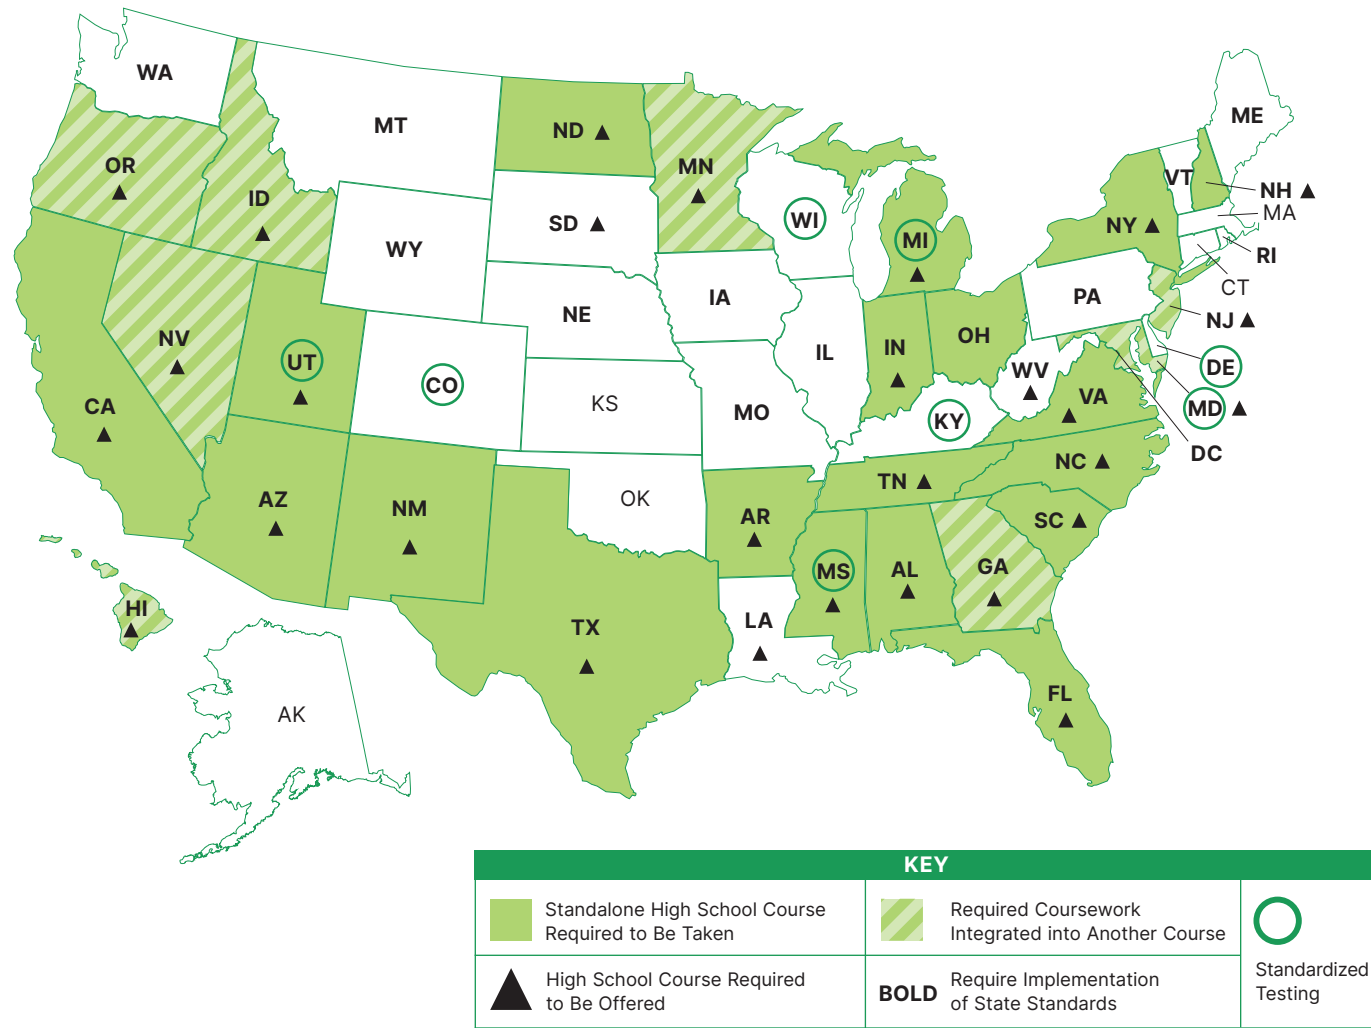 WA
MT
ND ▲
MN
▲
ME
OR
▲
ID
▲
SD ▲
WI
MI
▲
VT
NH ▲
MA
NY ▲
RI
CT
WY
IA
NE
PA
NJ ▲
NV
▲
UT
▲
CO
IL
IN
▲
OH
WV
▲
DE
MD ▲
DC
KS
MO
KY
VA
▲
CA
▲
AZ
▲
NM
▲
OK
AR
▲
TN ▲
NC ▲
SC ▲
MS
▲
AL
▲
GA
▲
HI
▲
TX
▲
LA
▲
FL
▲
AK
KEY
Standalone High School Course
Required to Be Taken
Required Coursework
Integrated into Another Course
▲ High School Course Required
to Be Offered
BOLD Require Implementation
of State Standards
Standardized
Testing